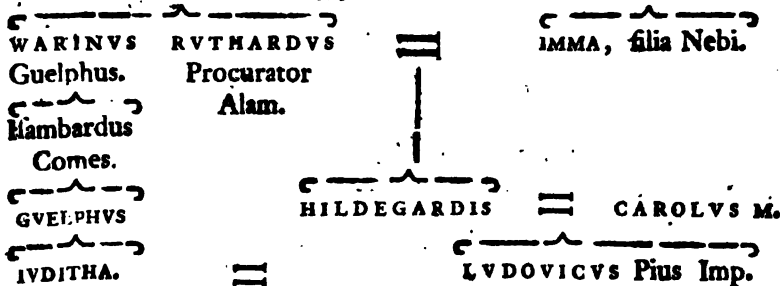 WARINVS RVTHARDVS = IMMA, filia Nebi.
Guelphus. Procurator
Alam.
Hambardus
Comes.
GVELPHVS HILDEGARDIS = CAROLVS M.
IVDITHA. = LVDOVICVS Pius Imp.